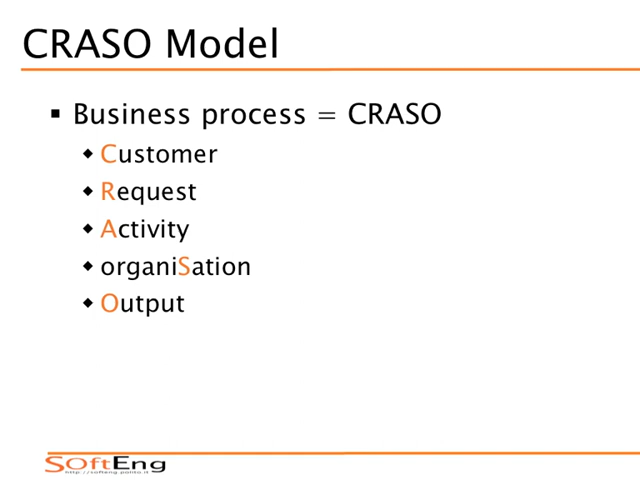 CRASO Model
Business process = CRASO
Customer
Request
Activity
organiSation
Output
SOftEng
http://softeng.polito.it